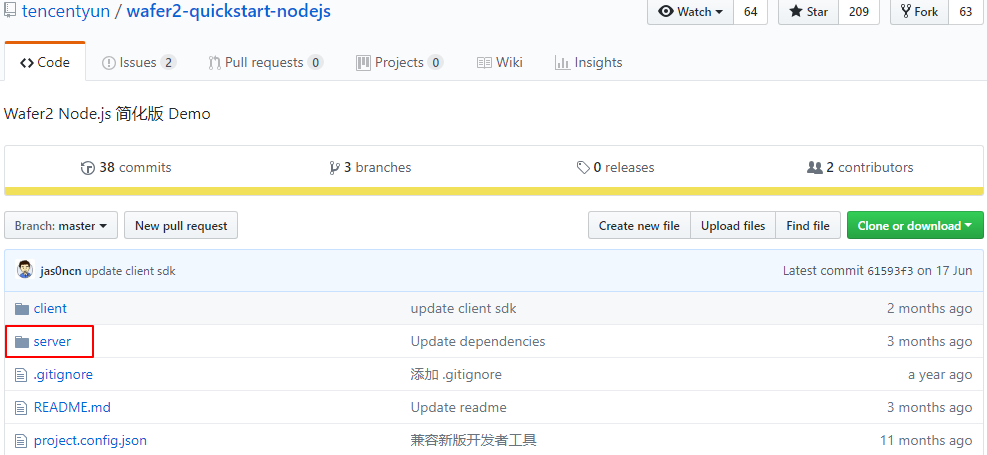 tencentyun / wafer2-quickstart-nodejs Watch 64 Star 209 Fork 63
Code Issues 2 Pull requests 0 Projects 0 Wiki Insights
Wafer2 Node.js 简化版 Demo
38 commits 3 branches 0 releases 2 contributors
Branch: master New pull request Create new file Upload files Find file Clone or download
jas0ncn update client sdk Latest commit 61593f3 on 17 Jun
client update client sdk 2 months ago
server Update dependencies 3 months ago
.gitignore 添加 .gitignore a year ago
README.md Update readme 3 months ago
project.config.json 兼容新版开发者工具 11 months ago